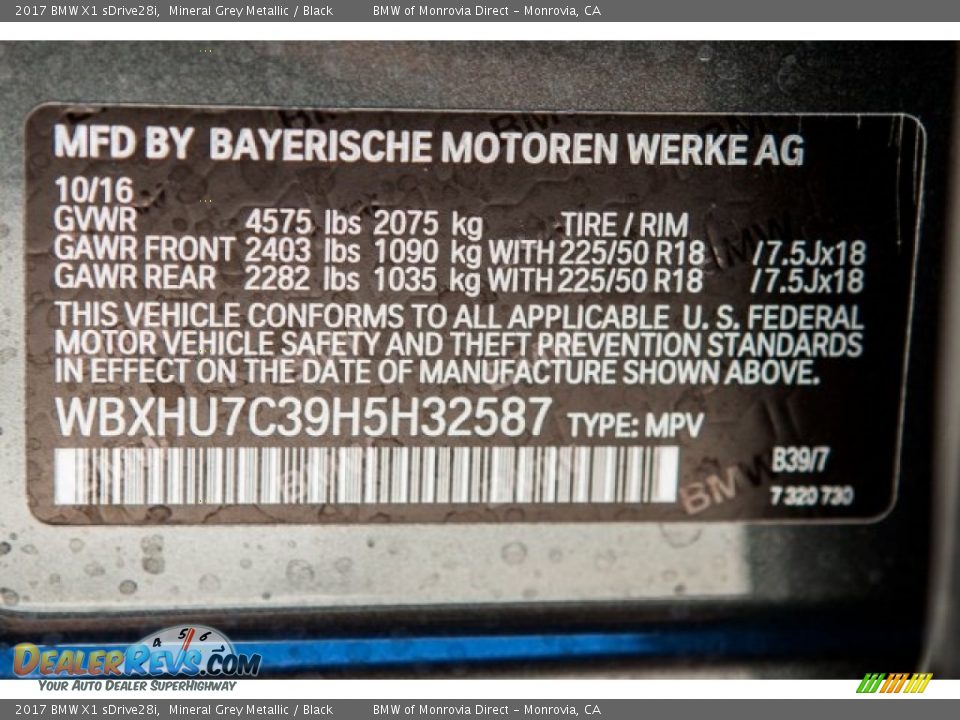 2017 BMW X1 sDrive28i, Mineral Grey Metallic / Black BMW of Monrovia Direct - Monrovia, CA
MFD BY BAYERISCHE MOTOREN WERKE AG
10/16
GVWR 4575 lbs 2075 kg TIRE / RIM
GAWR FRONT 2403 lbs 1090 kg WITH 225/50 R18 /7.5Jx18
GAWR REAR 2282 lbs 1035 kg WITH 225/50 R18 /7.5Jx18
THIS VEHICLE CONFORMS TO ALL APPLICABLE U. S. FEDERAL
MOTOR VEHICLE SAFETY AND THEFT PREVENTION STANDARDS
IN EFFECT ON THE DATE OF MANUFACTURE SHOWN ABOVE.
WBXHU7C39H5H32587 TYPE: MPV
B39/7
BMW
7 320 730
4 5 6
DEALERREVS.COM
YOUR AUTO DEALER SUPERHIGHWAY
2017 BMW X1 sDrive28i, Mineral Grey Metallic / Black BMW of Monrovia Direct - Monrovia, CA